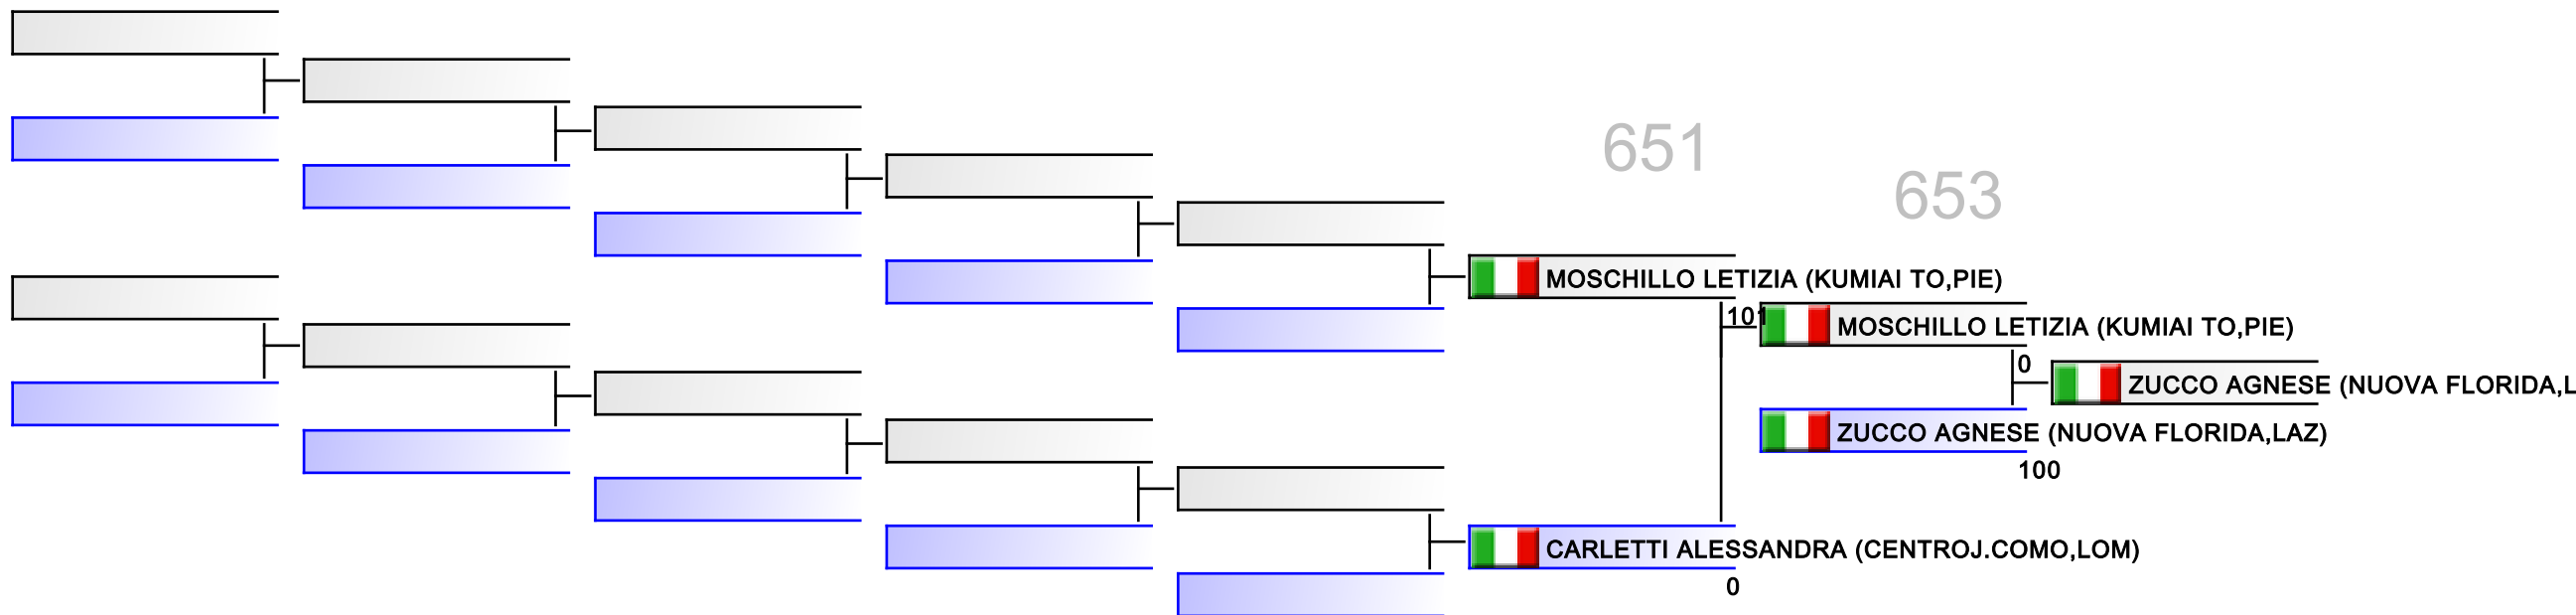 651
653
MOSCHILLO LETIZIA (KUMIAI TO,PIE)
101
MOSCHILLO LETIZIA (KUMIAI TO,PIE)
0
ZUCCO AGNESE (NUOVA FLORIDA,L
ZUCCO AGNESE (NUOVA FLORIDA,LAZ)
100
CARLETTI ALESSANDRA (CENTROJ.COMO,LOM)
0